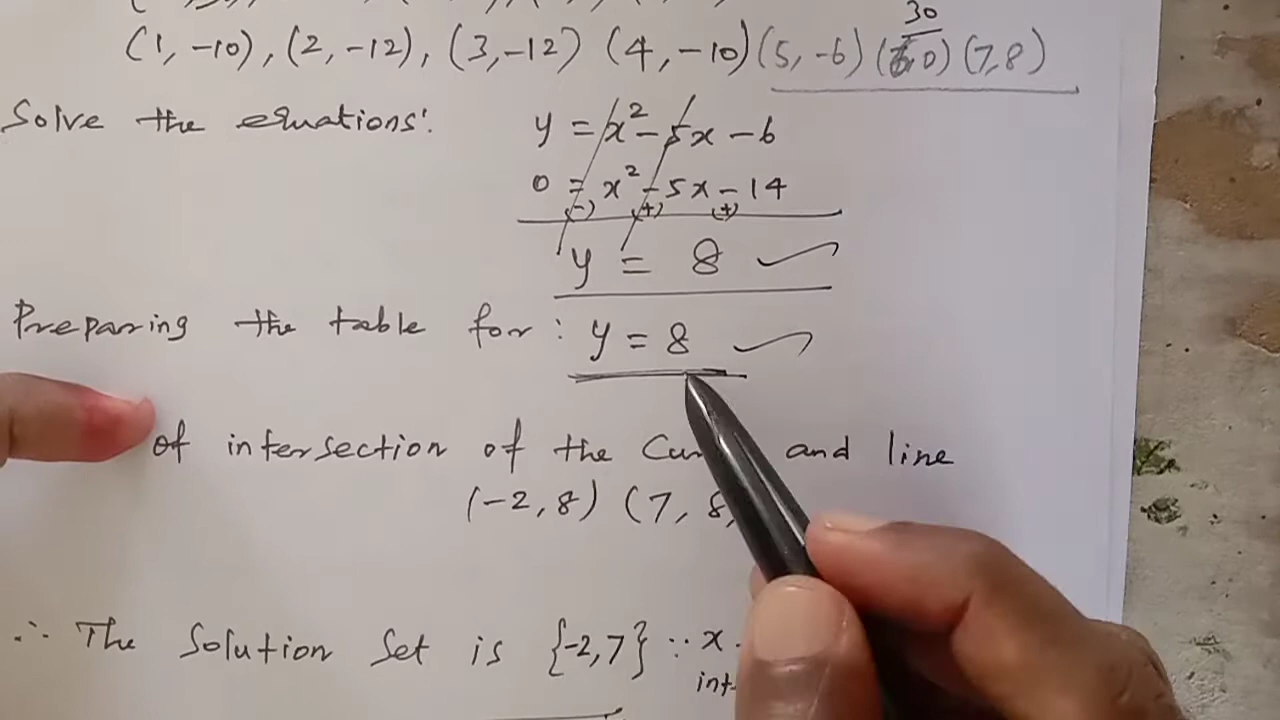 30
(1, -10), (2, -12), (3, -12) (4, -10) (5, -6) (6, 0) (7, 8)
Solve the equations: y = x² - 5x - 6
0 = x² - 5x - 14
(-) (+) (+)
y = 8
Preparing the table for : y = 8
of intersection of the and line
(-2, 8) (7, 8,
∴ The Solution Set is {-2, 7} ∵ x